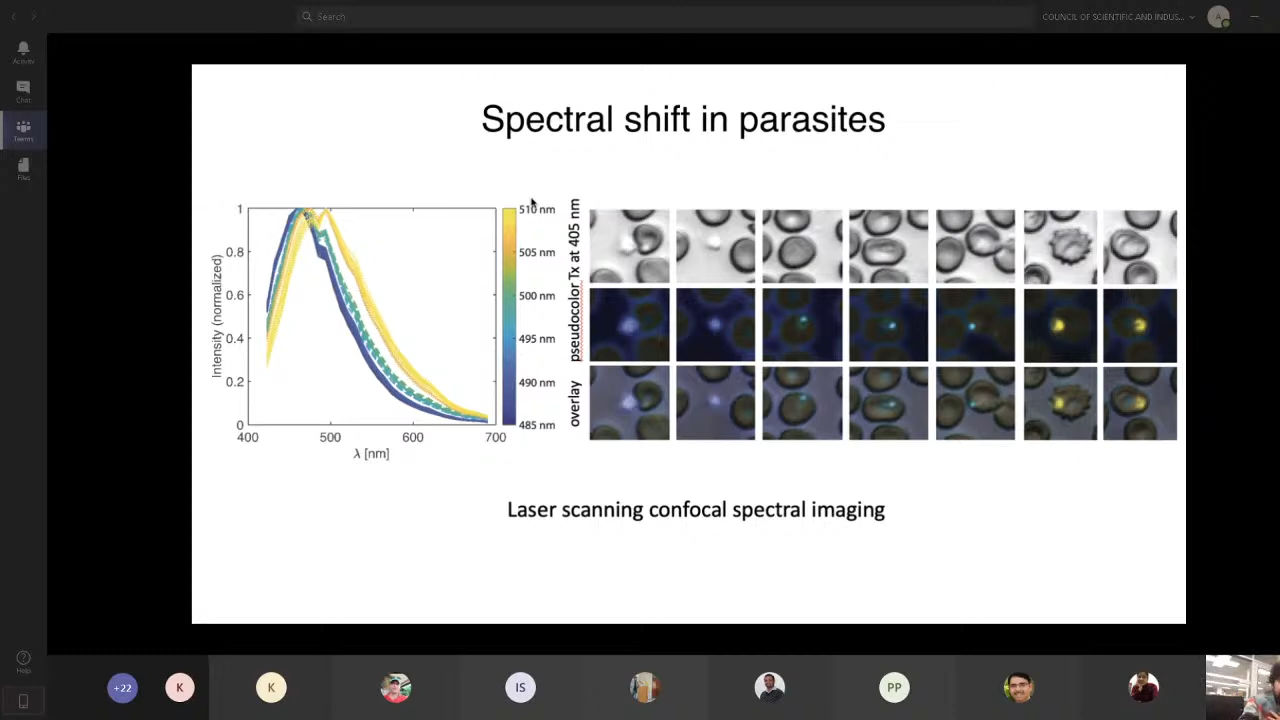 Search
COUNCIL OF SCIENTIFIC AND INDUS...
A
Activity
Chat
Teams
Files
Help
Spectral shift in parasites
Intensity (normalized)
1
0.8
0.6
0.4
0.2
0
400 500 600 700
λ [nm]
510 nm
505 nm
500 nm
495 nm
490 nm
485 nm
Tx at 405 nm
pseudocolor
overlay
Laser scanning confocal spectral imaging
+22
K
K
IS
PP